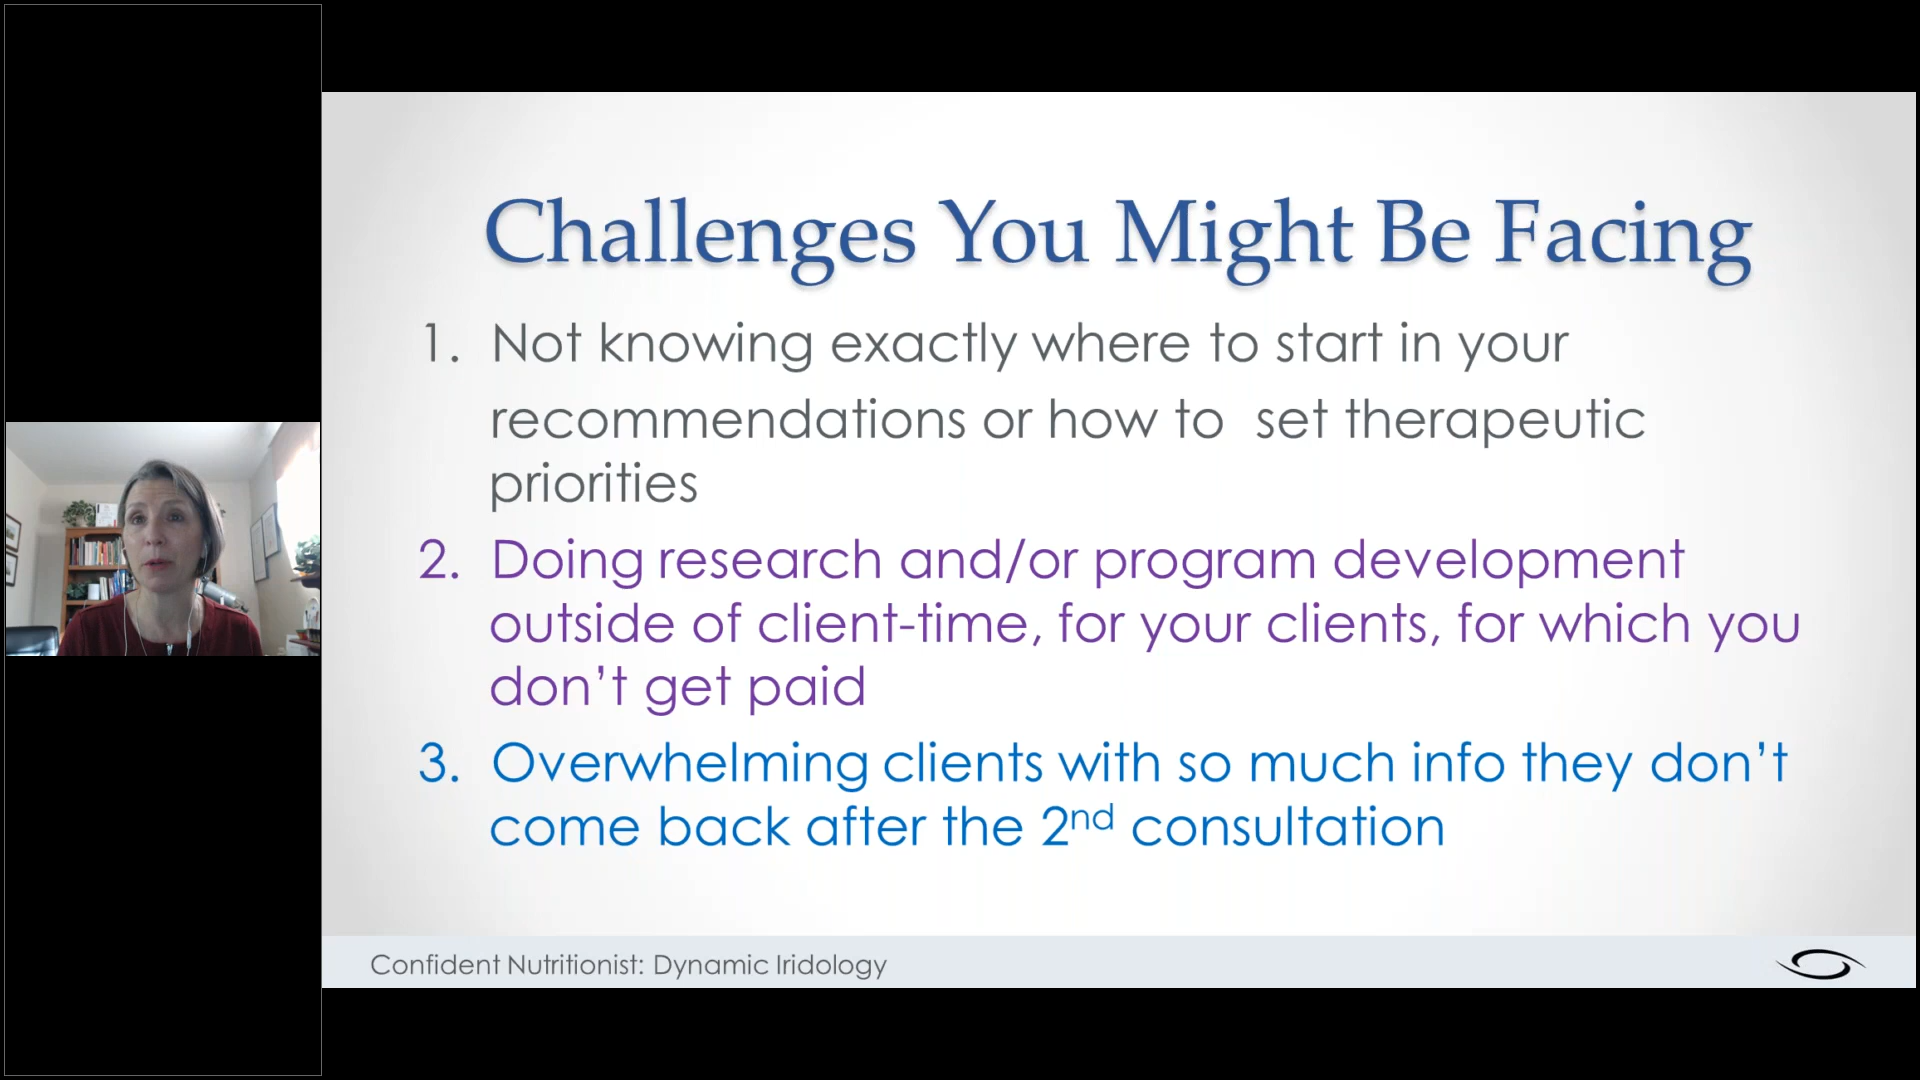 Challenges You Might Be Facing
1. Not knowing exactly where to start in your
recommendations or how to  set therapeutic
priorities
2. Doing research and/or program development
outside of client-time, for your clients, for which you
don’t get paid
3. Overwhelming clients with so much info they don’t
come back after the 2nd consultation
Confident Nutritionist: Dynamic Iridology